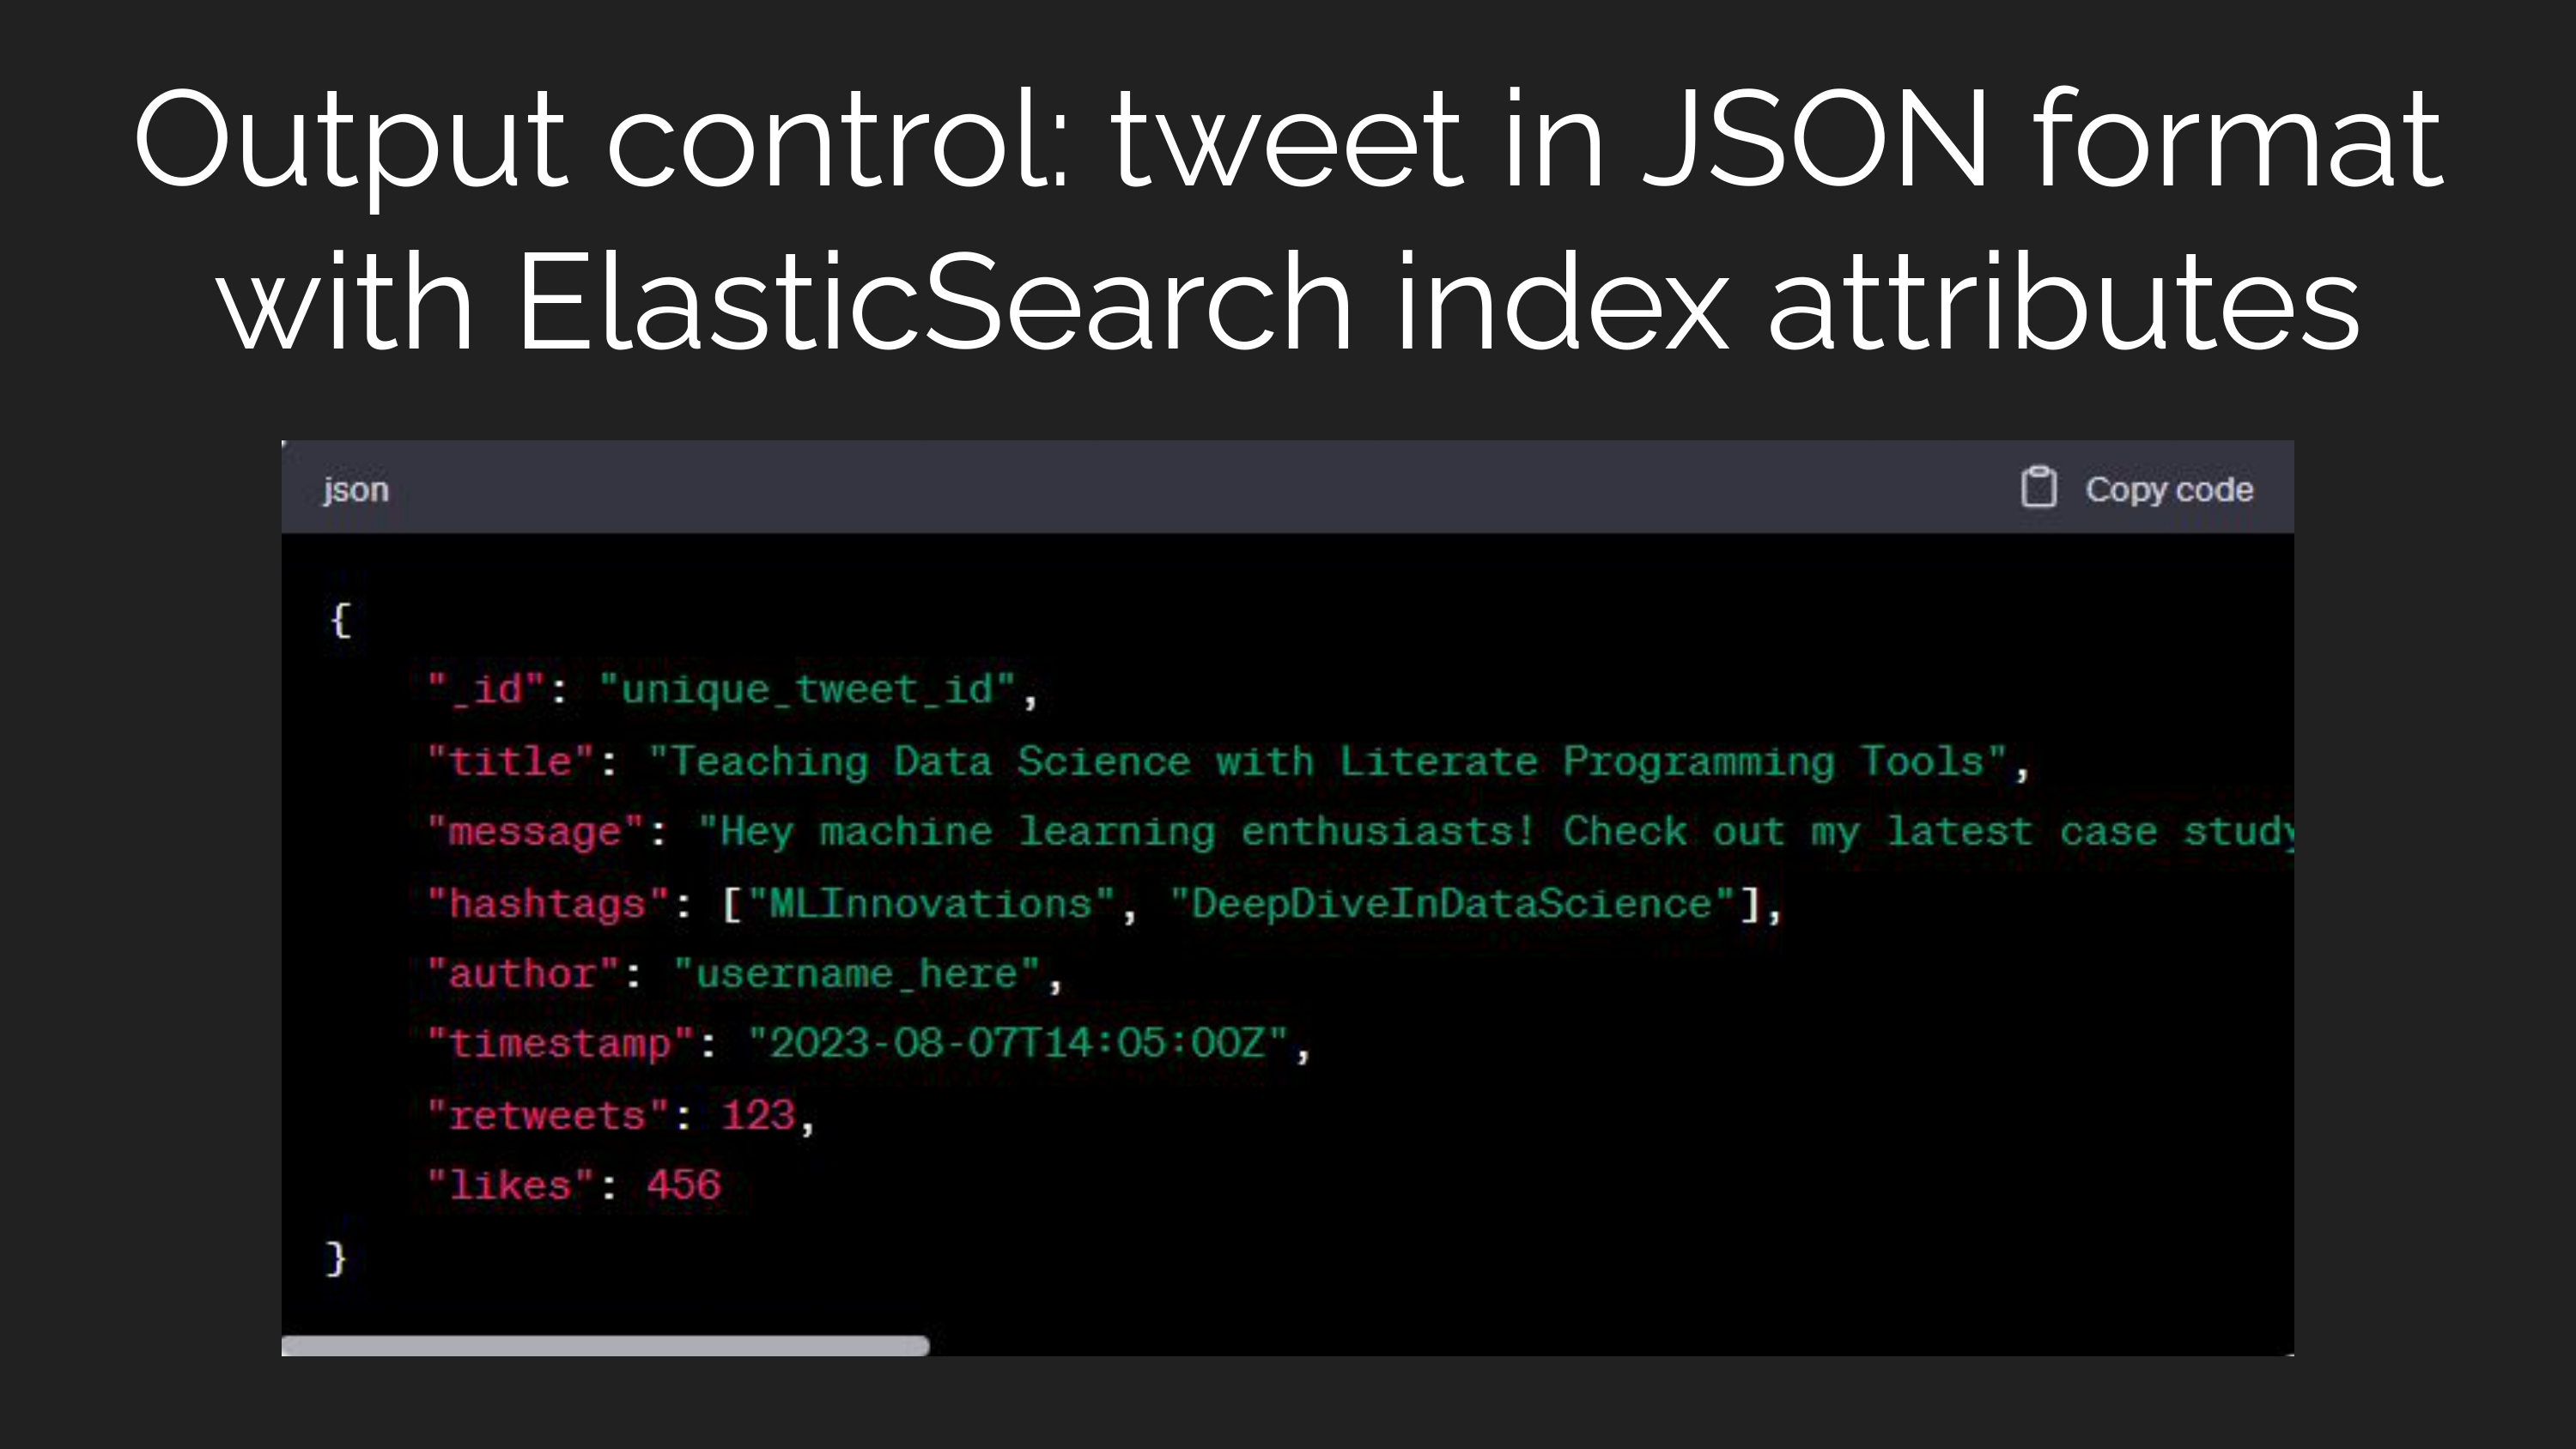 Output control: tweet in JSON format
with ElasticSearch index attributes
json
Copy code
{
"_id": "unique_tweet_id",
"title": "Teaching Data Science with Literate Programming Tools",
"message": "Hey machine learning enthusiasts! Check out my latest case study
"hashtags": ["MLInnovations", "DeepDiveInDataScience"],
"author": "username_here",
"timestamp": "2023-08-07T14:05:00Z",
"retweets": 123,
"likes": 456
}